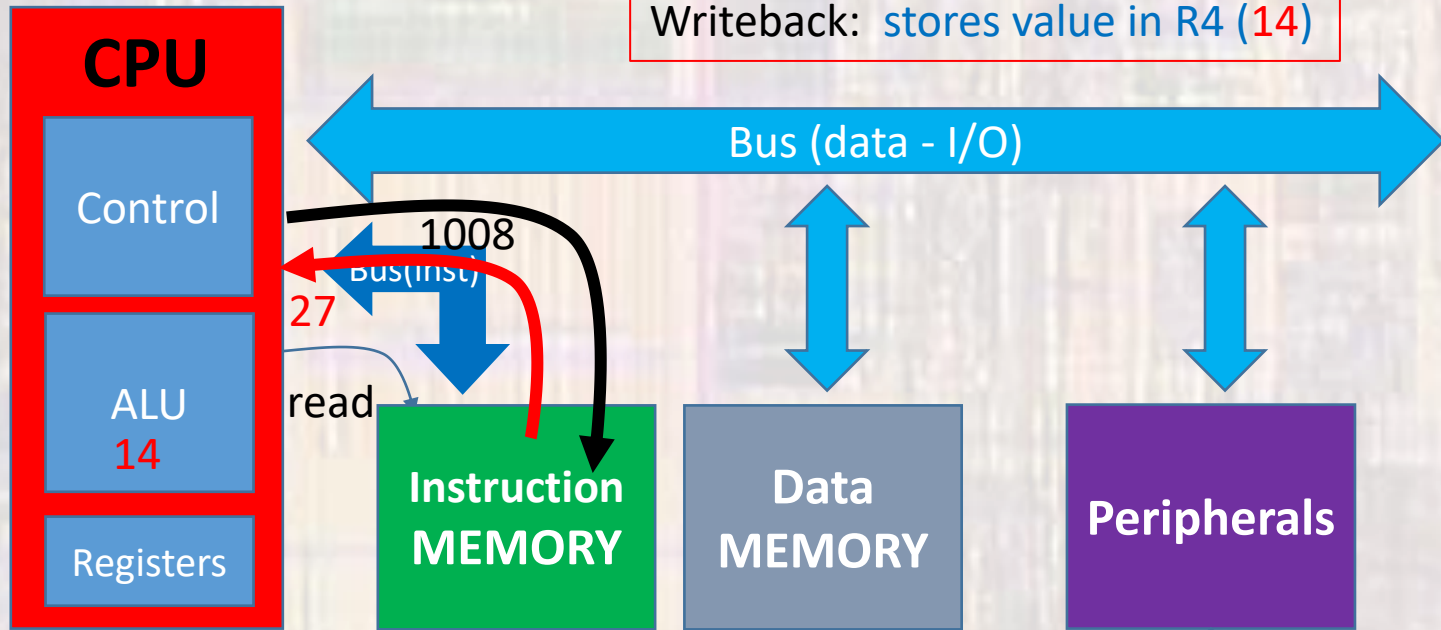 Writeback: stores value in R4 (14)
CPU
Bus (data - I/O)
Control
1008
Bus(inst)
27
ALU
14
read
Instruction
MEMORY
Data
MEMORY
Peripherals
Registers